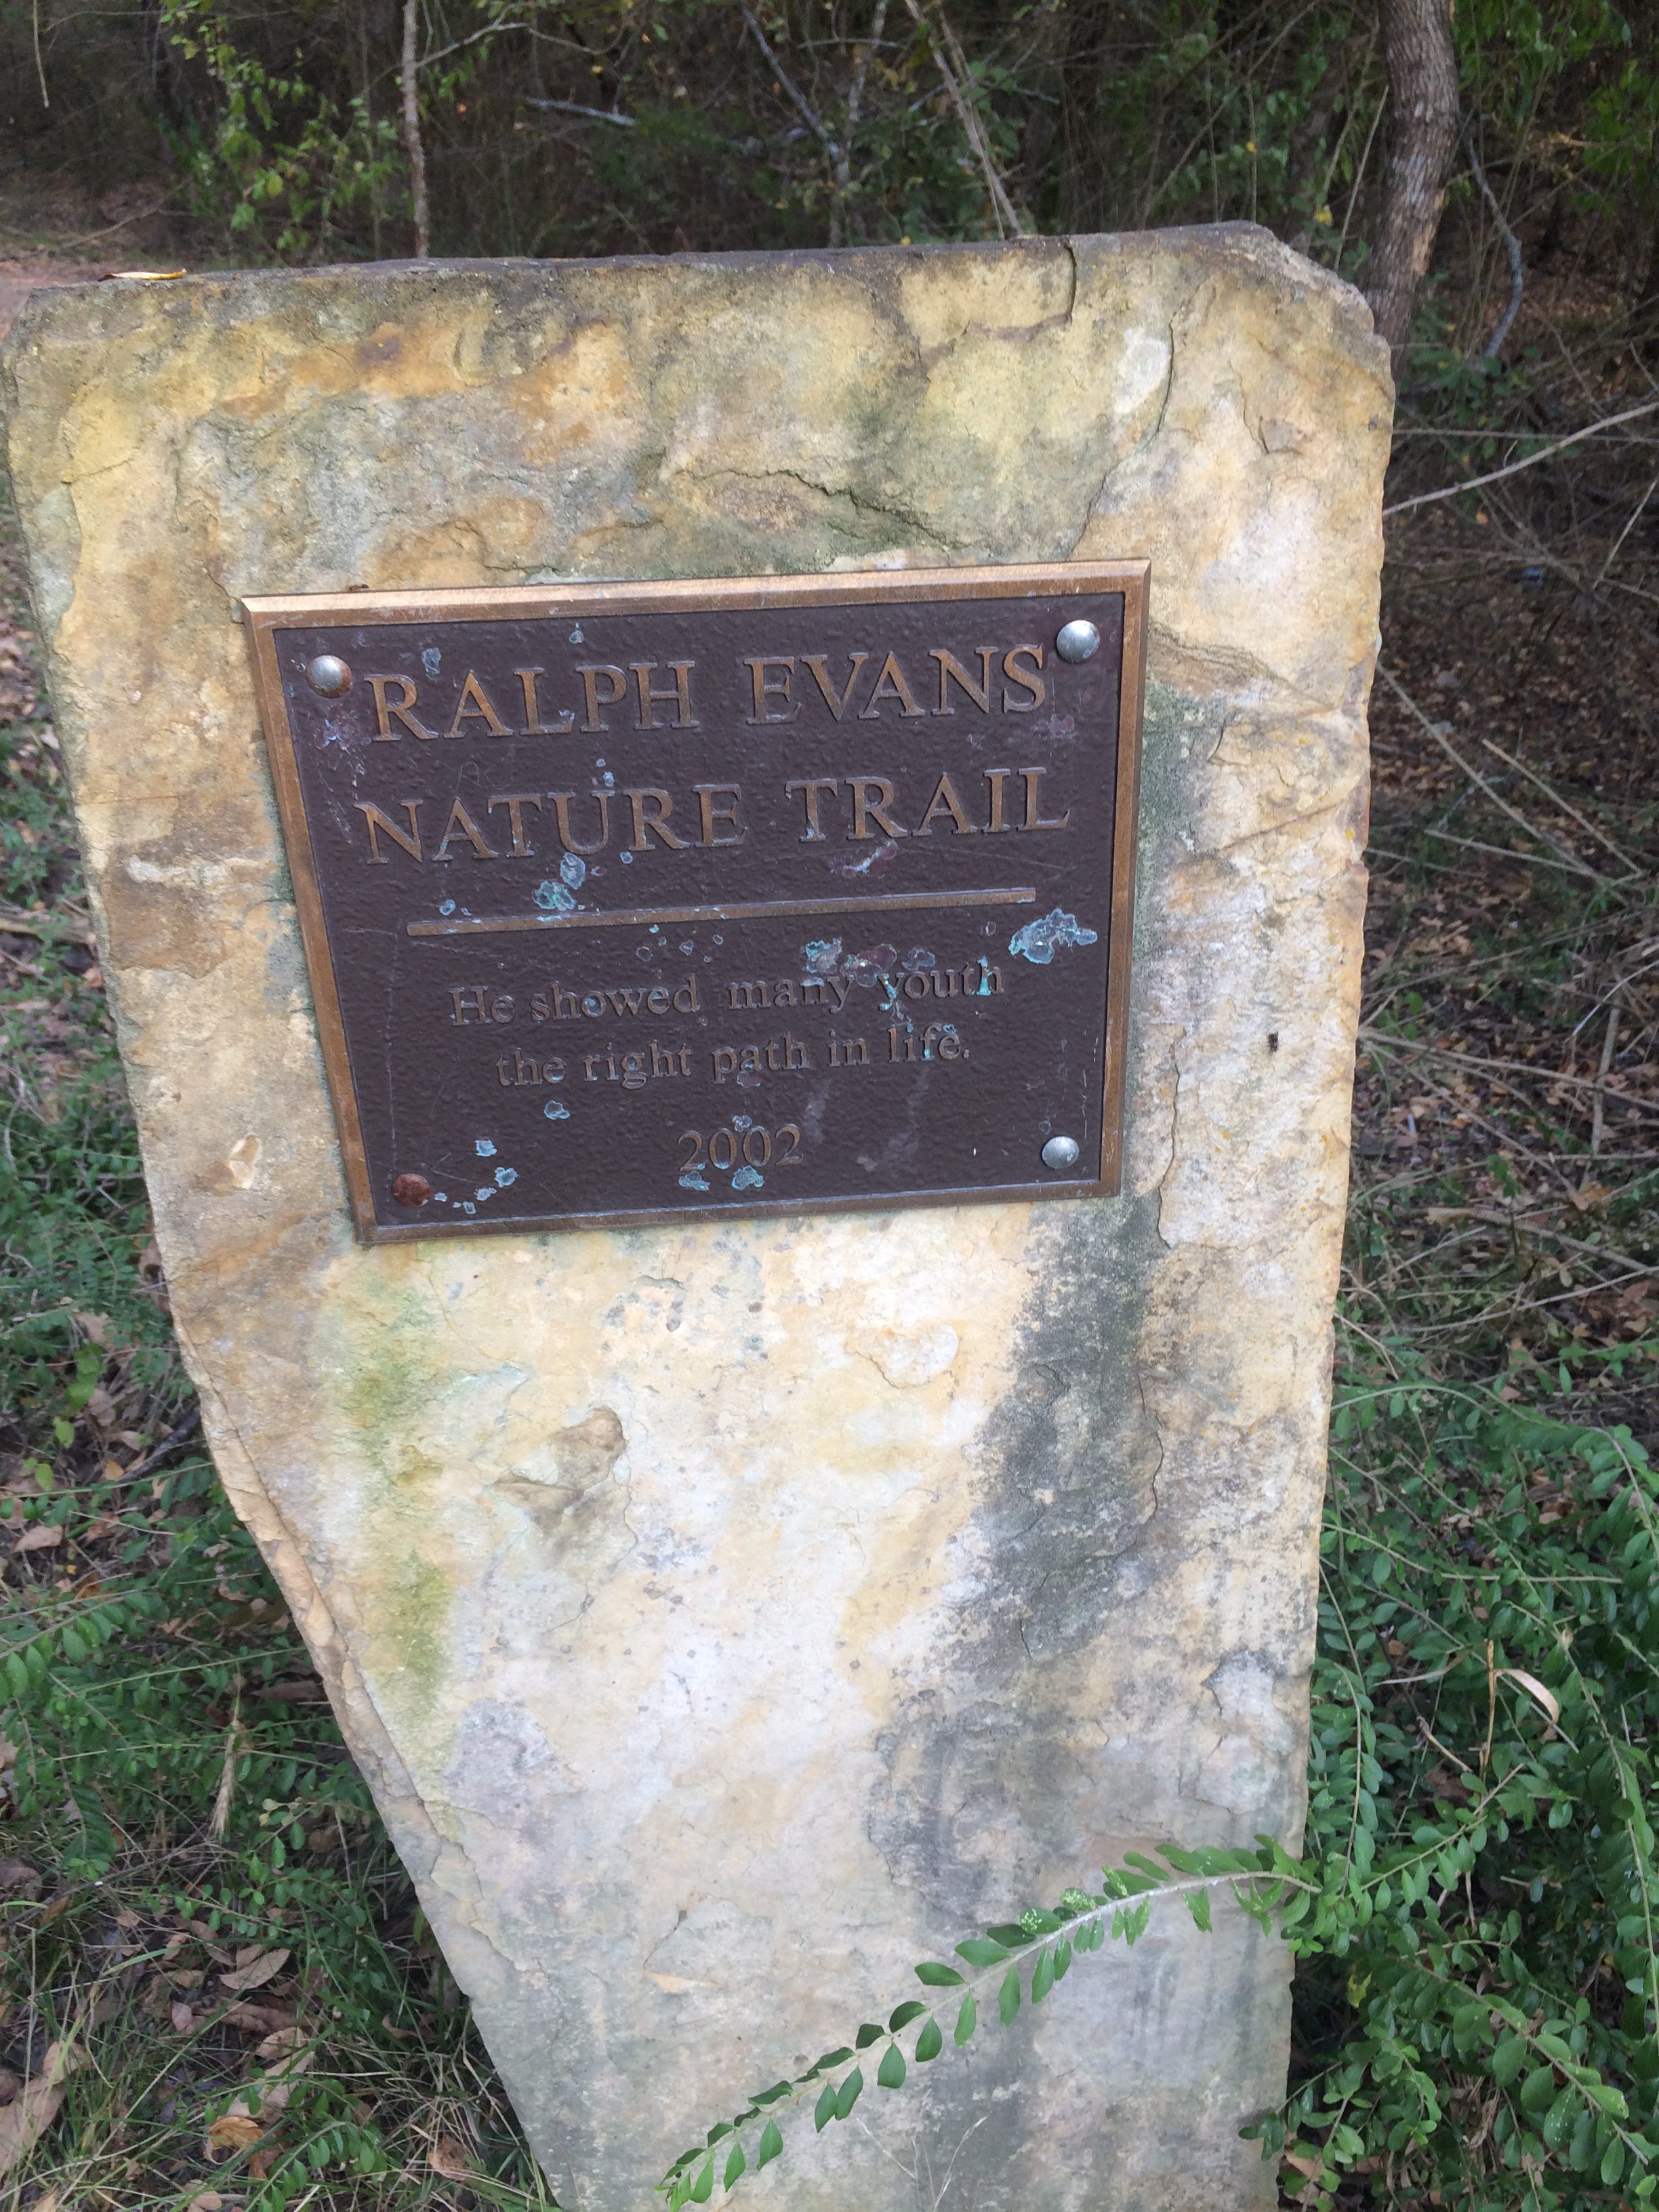 RALPH EVANS
NATURE TRAIL
He showed many youth
the right path in life.
2002